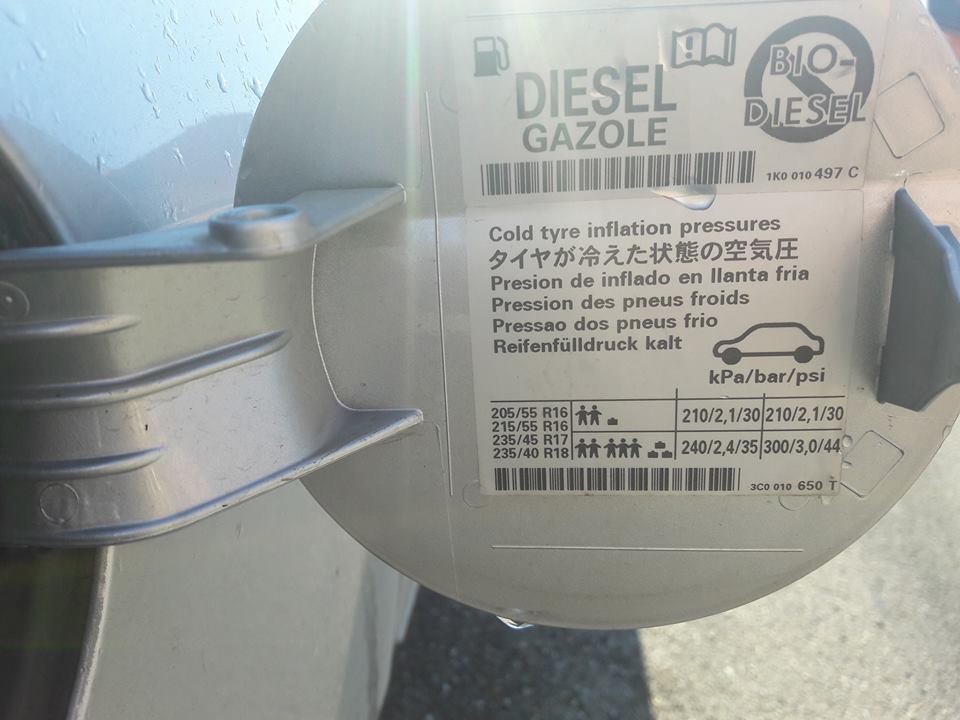 DIESEL
GAZOLE
BIO-
DIESEL
1K0 010 497 C
Cold tyre inflation pressures
タイヤが冷えた状態の空気圧
Presion de inflado en llanta fria
Pression des pneus froids
Pressao dos pneus frio
Reifenfülldruck kalt
kPa/bar/psi
205/55 R16
215/55 R16
210/2,1/30 210/2,1/30
235/45 R17
235/40 R18
240/2,4/35 300/3,0/44
3C0 010 650 T